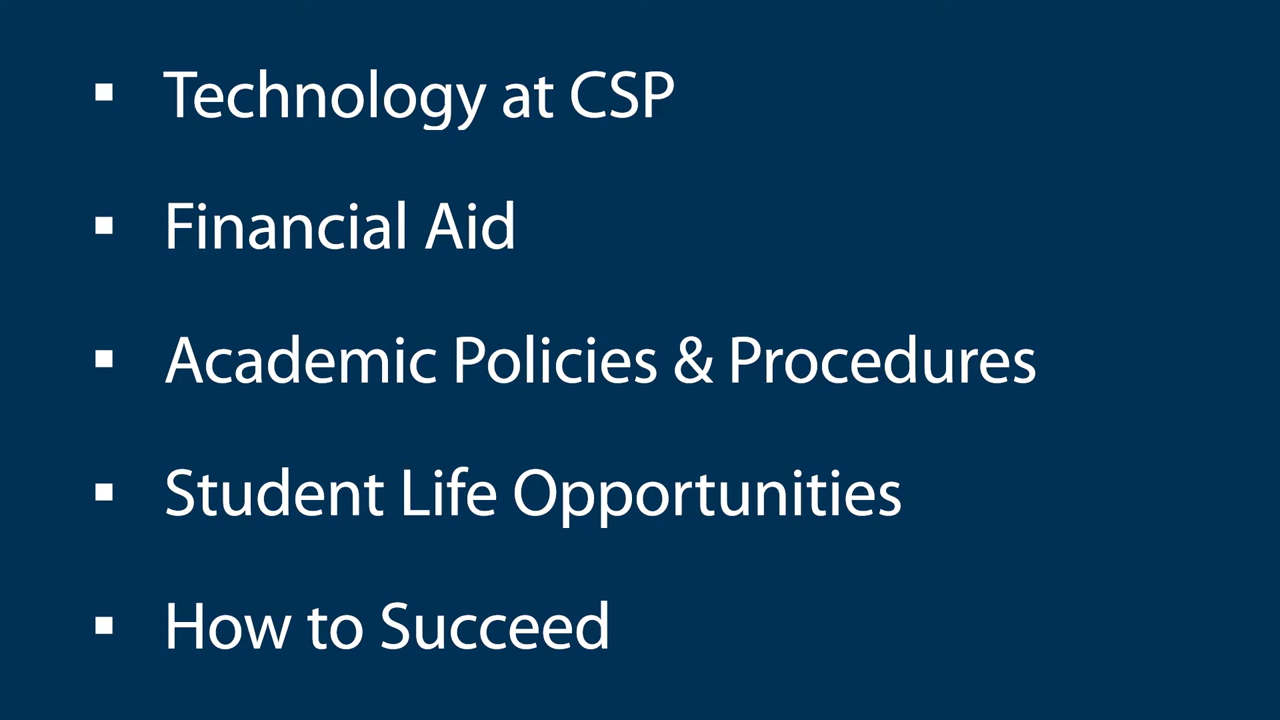 ▪ Technology at CSP
▪ Financial Aid
▪ Academic Policies & Procedures
▪ Student Life Opportunities
▪ How to Succeed